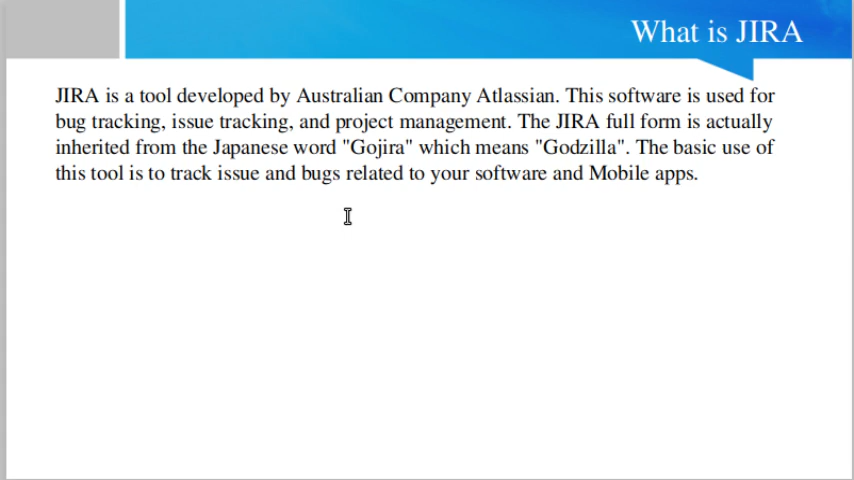 What is JIRA
JIRA is a tool developed by Australian Company Atlassian. This software is used for
bug tracking, issue tracking, and project management. The JIRA full form is actually
inherited from the Japanese word "Gojira" which means "Godzilla". The basic use of
this tool is to track issue and bugs related to your software and Mobile apps.